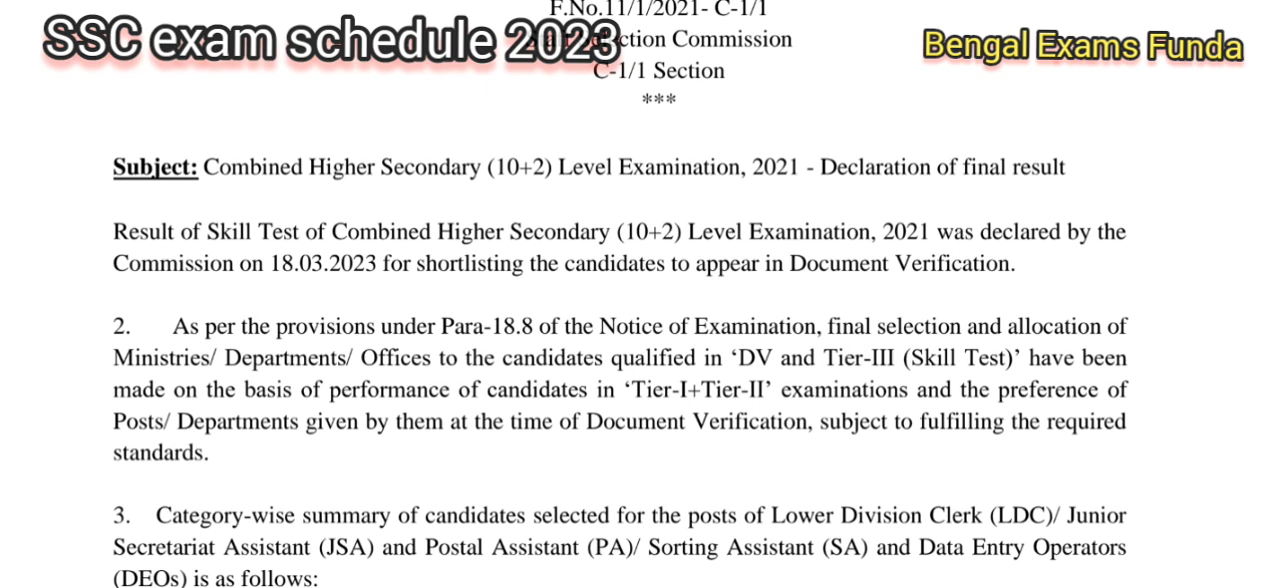 F.No.11/1/2021- C-1/1
SSC exam schedule 2023
ction Commission
Bengal Exams Funda
C-1/1 Section
***
Subject: Combined Higher Secondary (10+2) Level Examination, 2021 - Declaration of final result
Result of Skill Test of Combined Higher Secondary (10+2) Level Examination, 2021 was declared by the
Commission on 18.03.2023 for shortlisting the candidates to appear in Document Verification.
2. As per the provisions under Para-18.8 of the Notice of Examination, final selection and allocation of
Ministries/ Departments/ Offices to the candidates qualified in ‘DV and Tier-III (Skill Test)’ have been
made on the basis of performance of candidates in ‘Tier-I+Tier-II’ examinations and the preference of
Posts/ Departments given by them at the time of Document Verification, subject to fulfilling the required
standards.
3. Category-wise summary of candidates selected for the posts of Lower Division Clerk (LDC)/ Junior
Secretariat Assistant (JSA) and Postal Assistant (PA)/ Sorting Assistant (SA) and Data Entry Operators
(DEOs) is as follows: